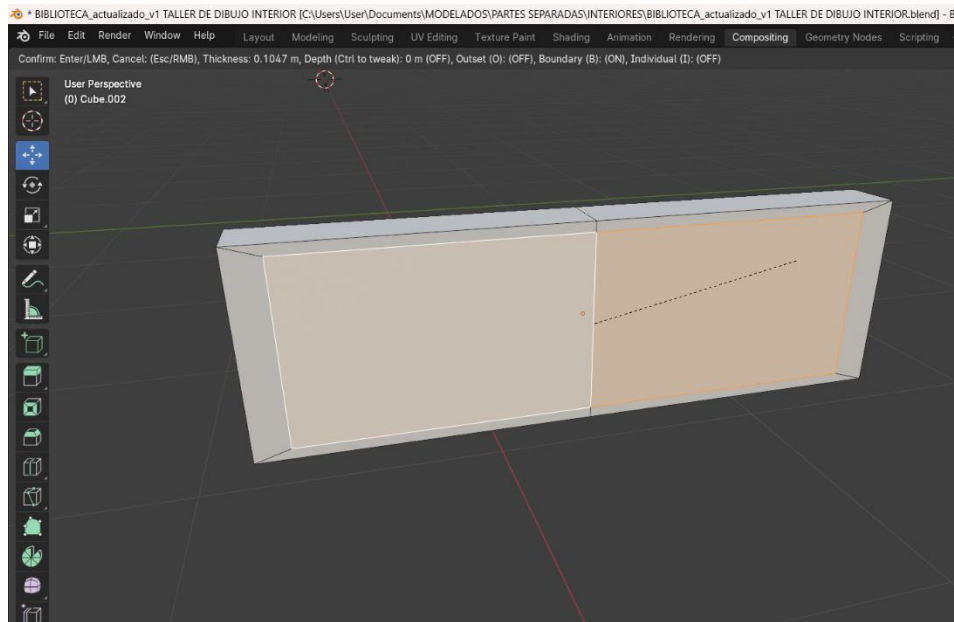 * BIBLIOTECA_actualizado_v1 TALLER DE DIBUJO INTERIOR [C:\Users\User\Documents\MODELADOS\PARTES SEPARADAS\INTERIORES\BIBLIOTECA_actualizado_v1 TALLER DE DIBUJO INTERIOR.blend] - B
File Edit Render Window Help Layout Modeling Sculpting UV Editing Texture Paint Shading Animation Rendering Compositing Geometry Nodes Scripting
Confirm: Enter/LMB, Cancel: (Esc/RMB), Thickness: 0.1047 m, Depth (Ctrl to tweak): 0 m (OFF), Outset (O): (OFF), Boundary (B): (ON), Individual (I): (OFF)
User Perspective
(0) Cube.002